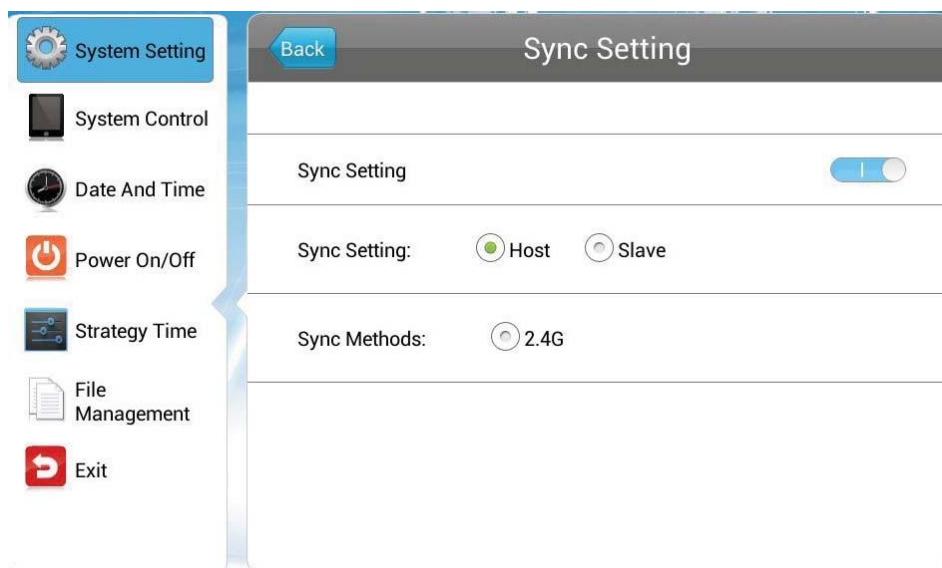 System Setting
System Control
Date And Time
Power On/Off
Strategy Time
File
Management
Exit
Back
Sync Setting
Sync Setting
Sync Setting:
Host
Slave
Sync Methods:
2.4G